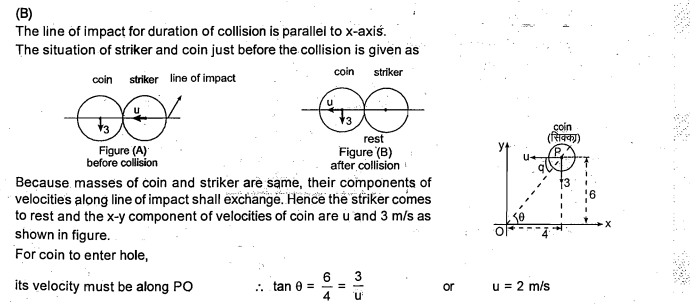 (B)
The line of impact for duration of collision is parallel to x-axis.
The situation of striker and coin just before the collision is given as
coin striker line of impact
u
3
Figure (A)
before collision
coin striker
u
3
rest
Figure (B)
after collision
coin
(सिक्का)
y
P
u
q
3
6
θ
O
4
x
Because masses of coin and striker are same, their components of
velocities along line of impact shall exchange. Hence the striker comes
to rest and the x-y component of velocities of coin are u and 3 m/s as
shown in figure.
For coin to enter hole,
its velocity must be along PO ∴ tan θ = 6/4 = 3/u or u = 2 m/s